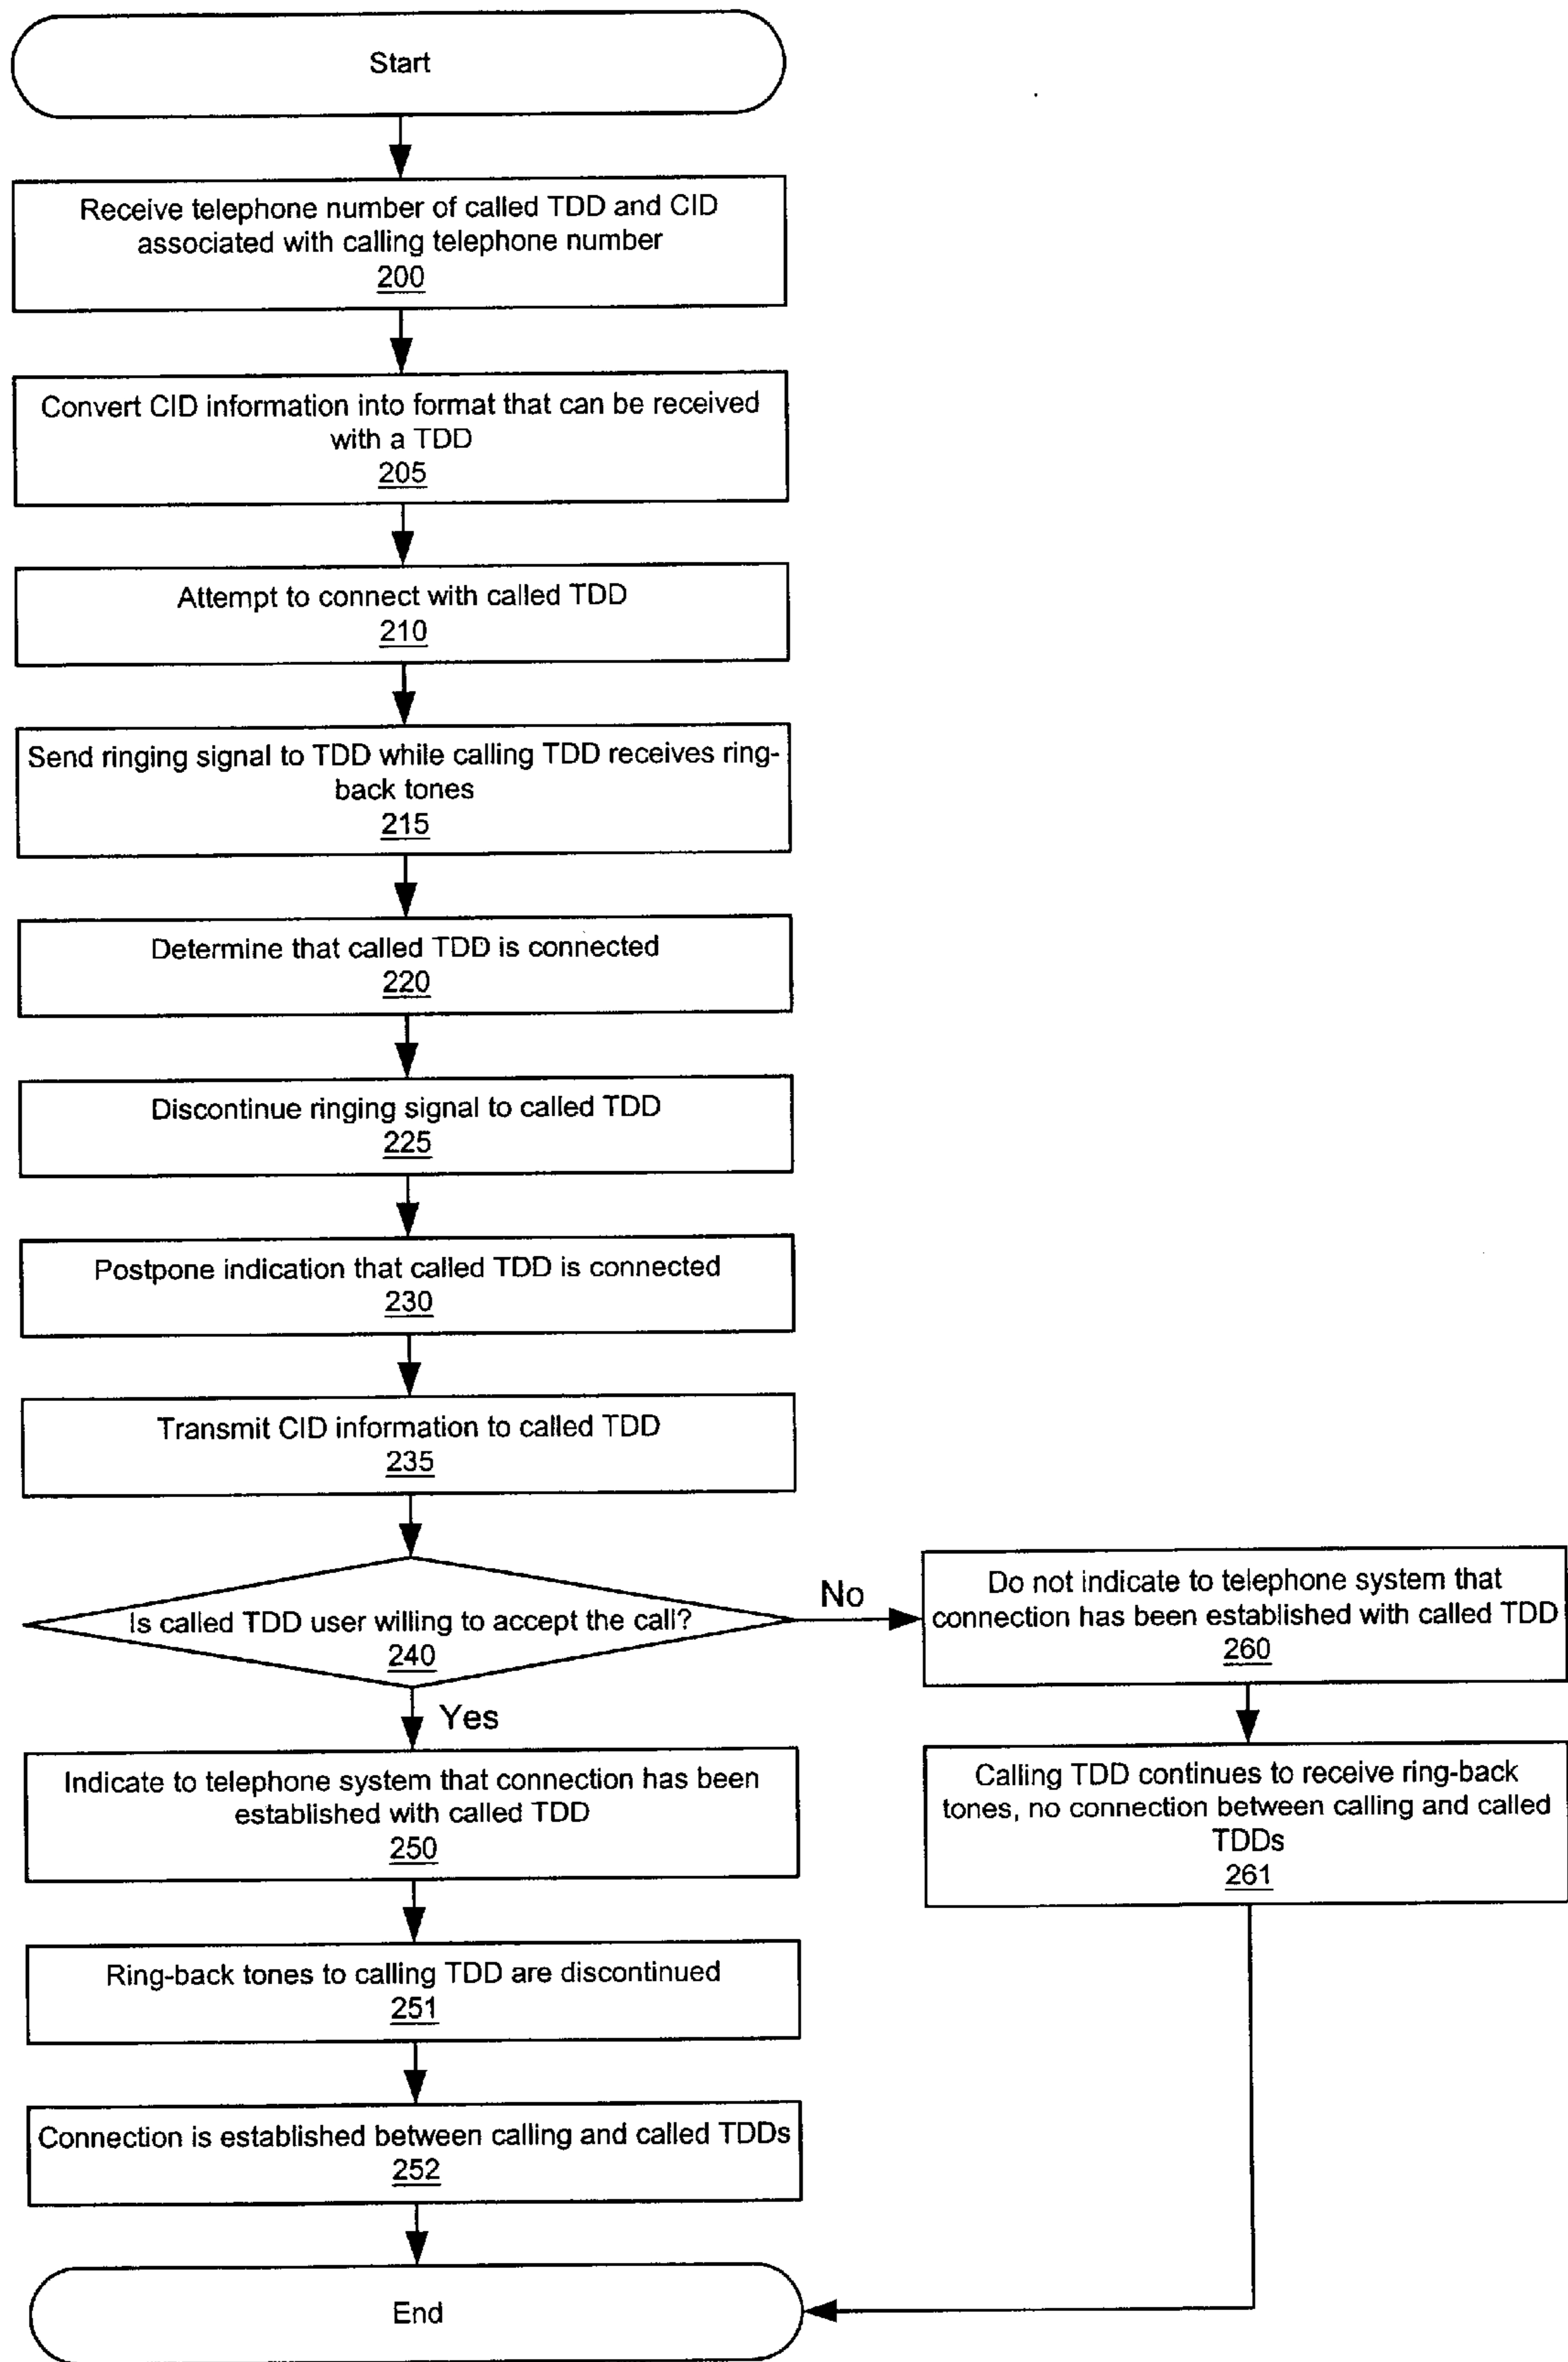 Start
Receive telephone number of called TDD and CID
associated with calling telephone number
200
Convert CID information into format that can be received
with a TDD
205
Attempt to connect with called TDD
210
Send ringing signal to TDD while calling TDD receives ring-
back tones
215
Determine that called TDD is connected
220
Discontinue ringing signal to called TDD
225
Postpone indication that called TDD is connected
230
Transmit CID information to called TDD
235
Is called TDD user willing to accept the call?
240
No
Do not indicate to telephone system that
connection has been established with called TDD
260
Yes
Indicate to telephone system that connection has been
established with called TDD
250
Calling TDD continues to receive ring-back
tones, no connection between calling and called
TDDs
261
Ring-back tones to calling TDD are discontinued
251
Connection is established between calling and called TDDs
252
End